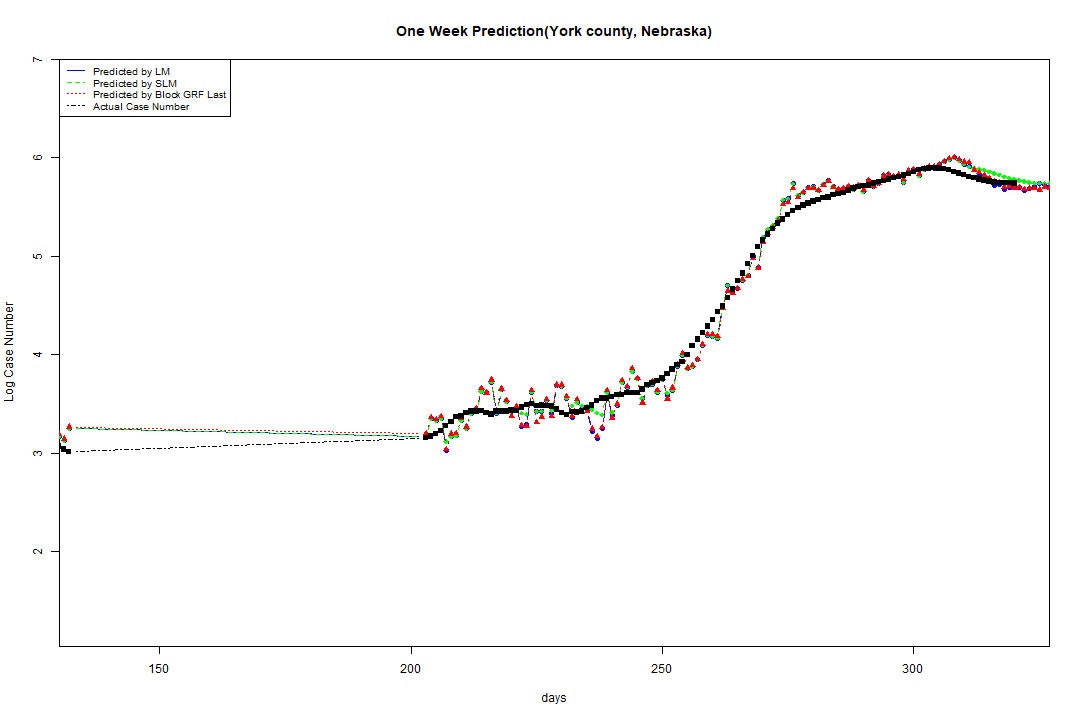 One Week Prediction(York county, Nebraska)
7
Predicted by LM
Predicted by SLM
Predicted by Block GRF Last
Actual Case Number
6
5
4
3
2
Log Case Number
150
200
250
300
days